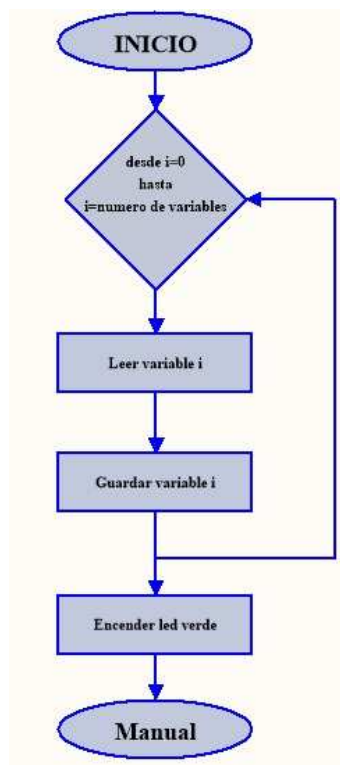 INICIO
desde i=0
hasta
i=numero de variables
Leer variable i
Guardar variable i
Encender led verde
Manual